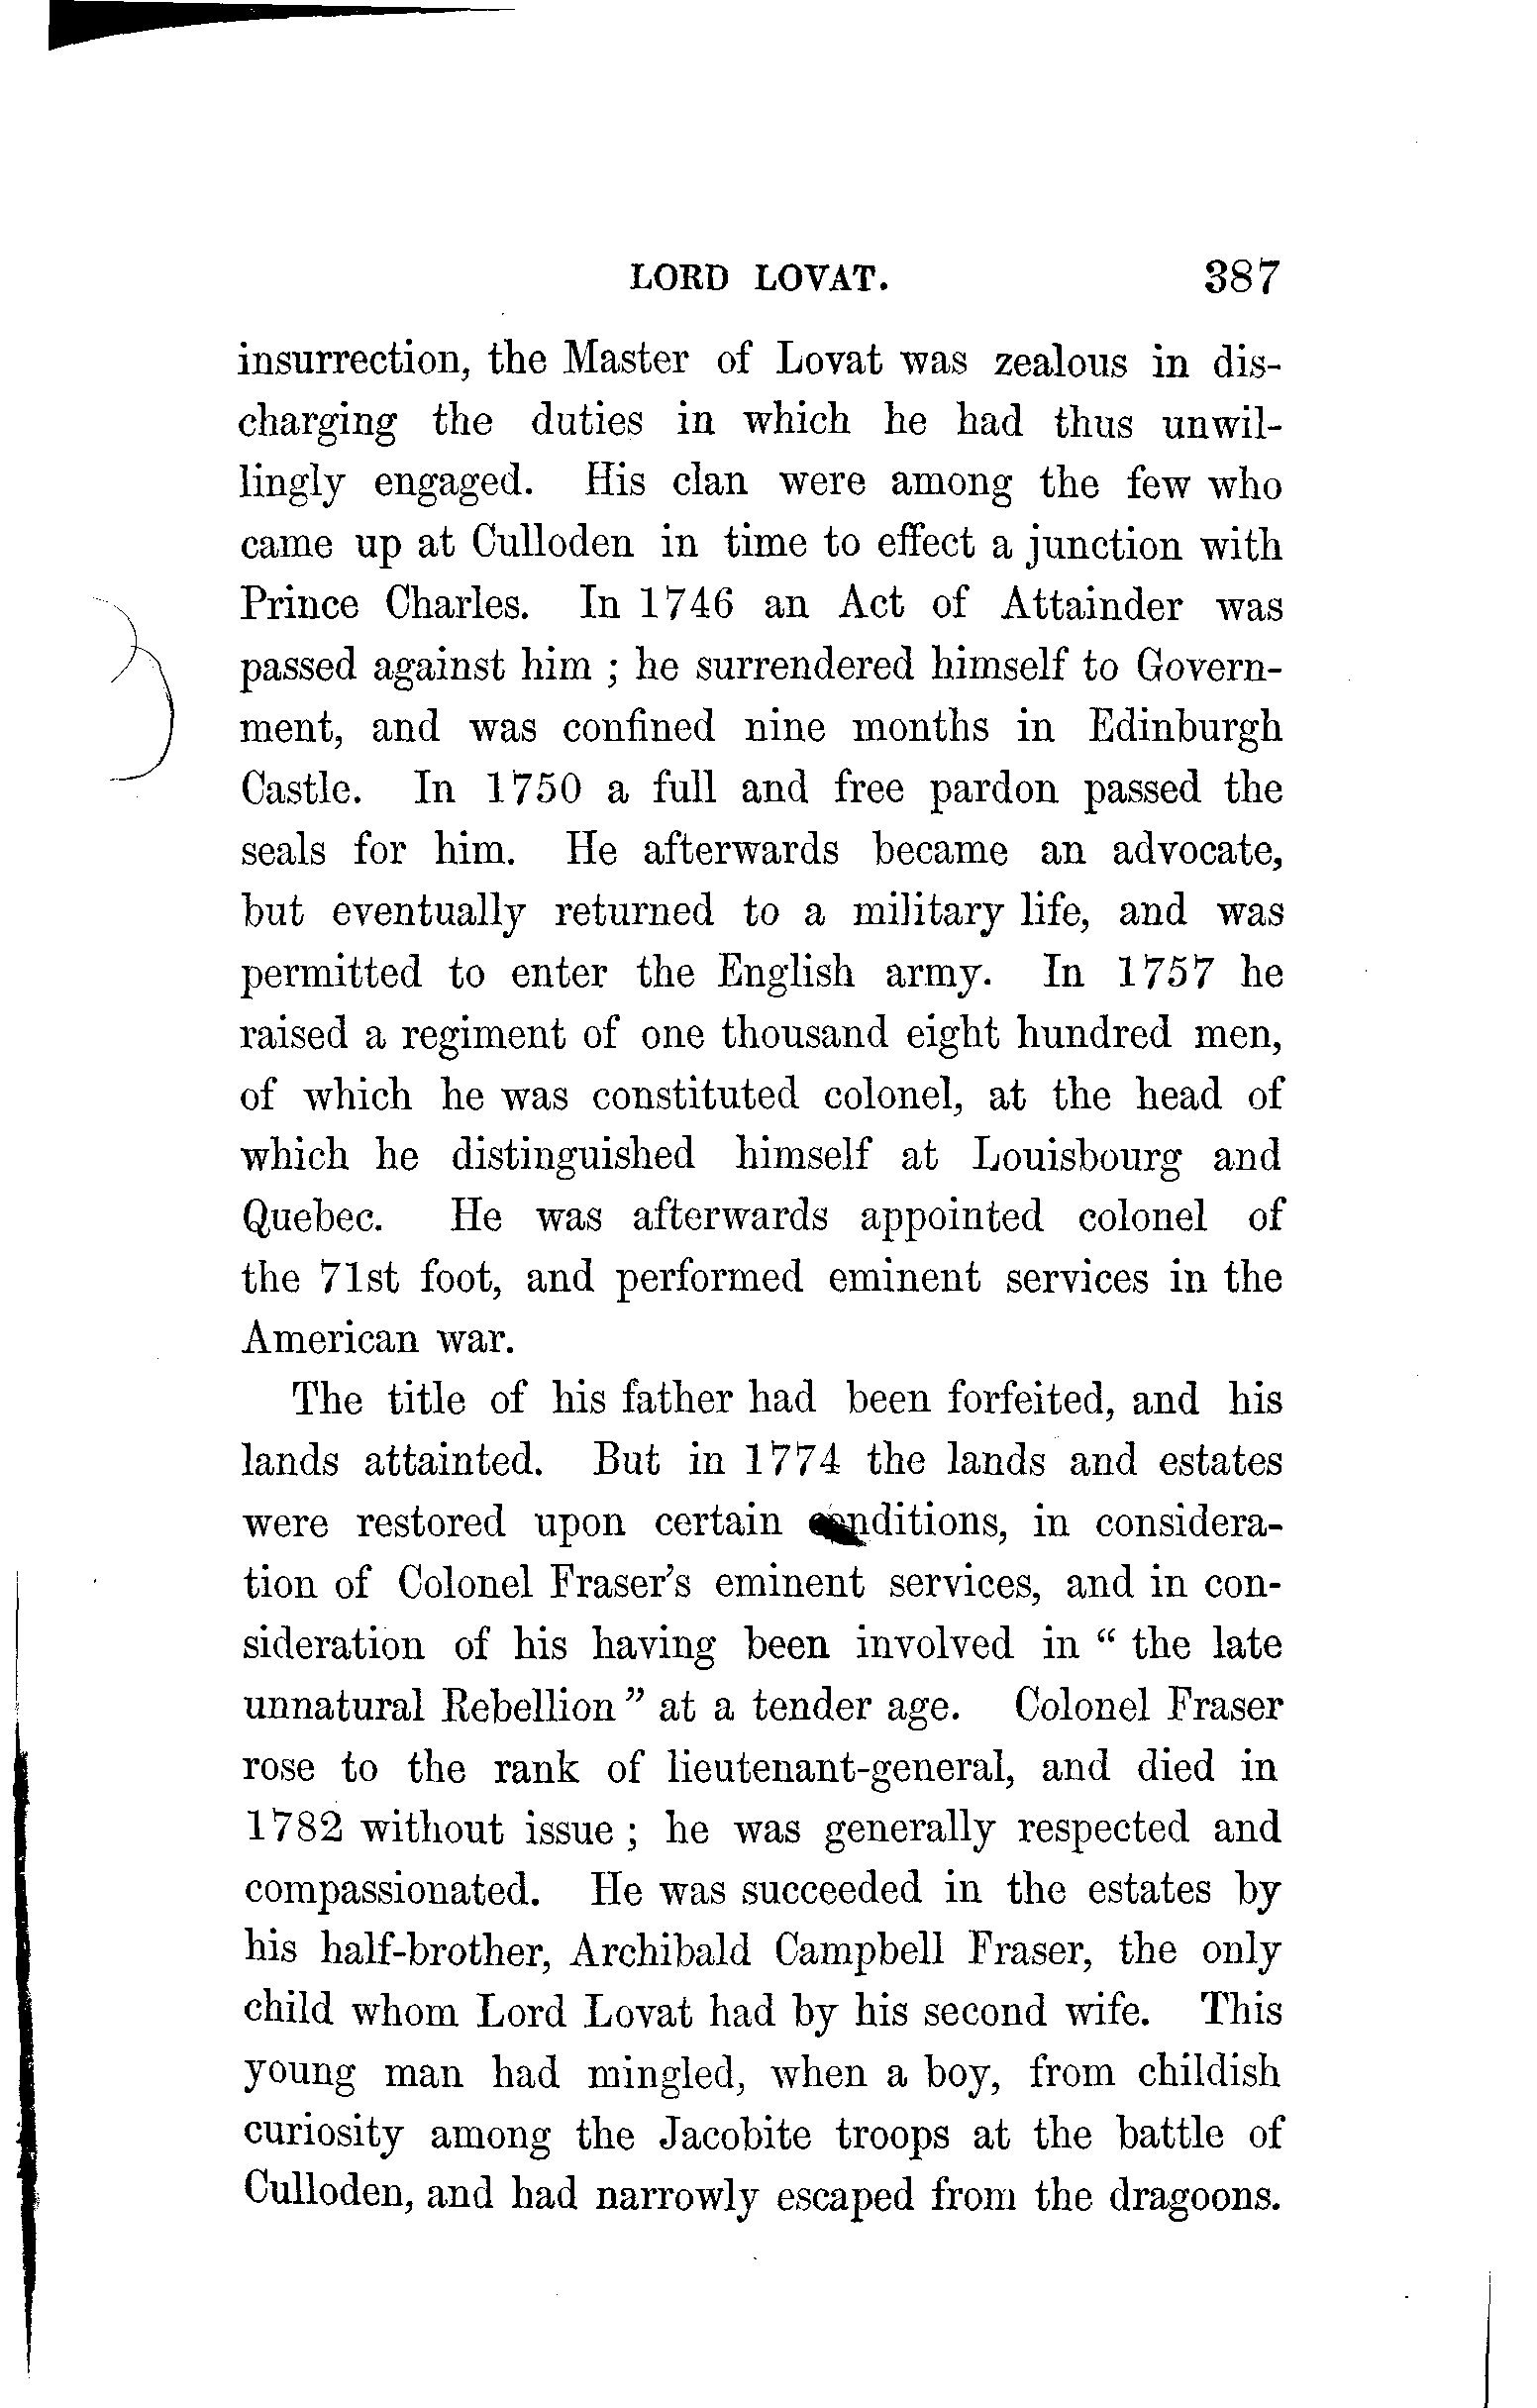 LORD LOVAT. 387
insurrection, the Master of Lovat was zealous in dis-
charging the duties in which he had thus unwil-
lingly engaged. His clan were among the few who
came up at Culloden in time to effect a junction with
Prince Charles. In 1746 an Act of Attainder was
passed against him ; he surrendered himself to Govern-
ment, and was confined nine months in Edinburgh
Castle. In 1750 a full and free pardon passed the
seals for him. He afterwards became an advocate,
but eventually returned to a military life, and was
permitted to enter the English army. In 1757 he
raised a regiment of one thousand eight hundred men,
of which he was constituted colonel, at the head of
which he distinguished himself at Louisbourg and
Quebec. He was afterwards appointed colonel of
the 71st foot, and performed eminent services in the
American war.
The title of his father had been forfeited, and his
lands attainted. But in 1774 the lands and estates
were restored upon certain conditions, in considera-
tion of Colonel Fraser's eminent services, and in con-
sideration of his having been involved in " the late
unnatural Rebellion " at a tender age. Colonel Fraser
rose to the rank of lieutenant-general, and died in
1782 without issue ; he was generally respected and
compassionated. He was succeeded in the estates by
his half-brother, Archibald Campbell Fraser, the only
child whom Lord Lovat had by his second wife. This
young man had mingled, when a boy, from childish
curiosity among the Jacobite troops at the battle of
Culloden, and had narrowly escaped from the dragoons.